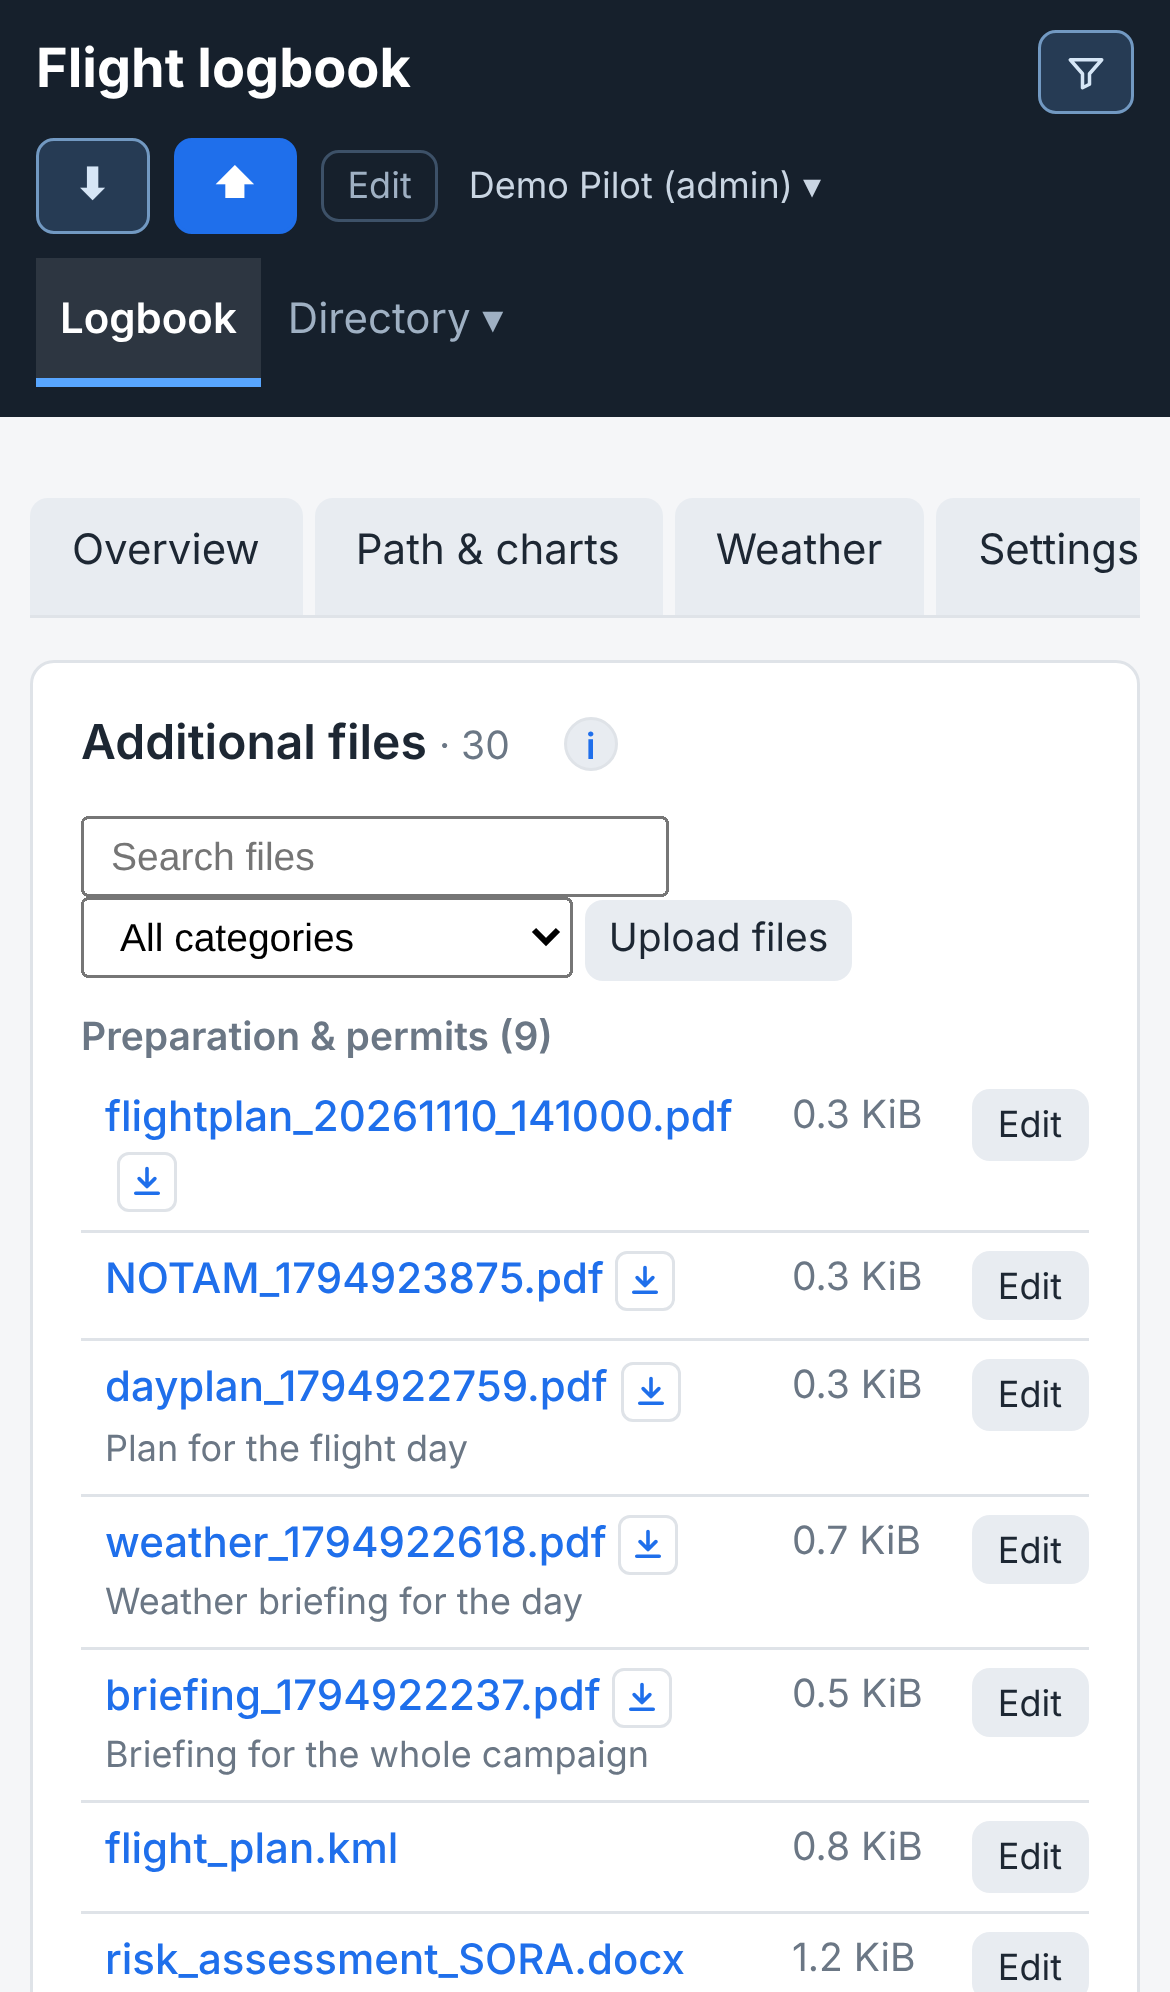 Flight logbook
Edit Demo Pilot (admin) ▾
Logbook Directory ▾
Overview Path & charts Weather Settings
Additional files · 30 i
Search files
All categories Upload files
Preparation & permits (9)
flightplan_20261110_141000.pdf 0.3 KiB Edit
NOTAM_1794923875.pdf 0.3 KiB Edit
dayplan_1794922759.pdf 0.3 KiB Edit
Plan for the flight day
weather_1794922618.pdf 0.7 KiB Edit
Weather briefing for the day
briefing_1794922237.pdf 0.5 KiB Edit
Briefing for the whole campaign
flight_plan.kml 0.8 KiB Edit
risk_assessment_SORA.docx 1.2 KiB Edit